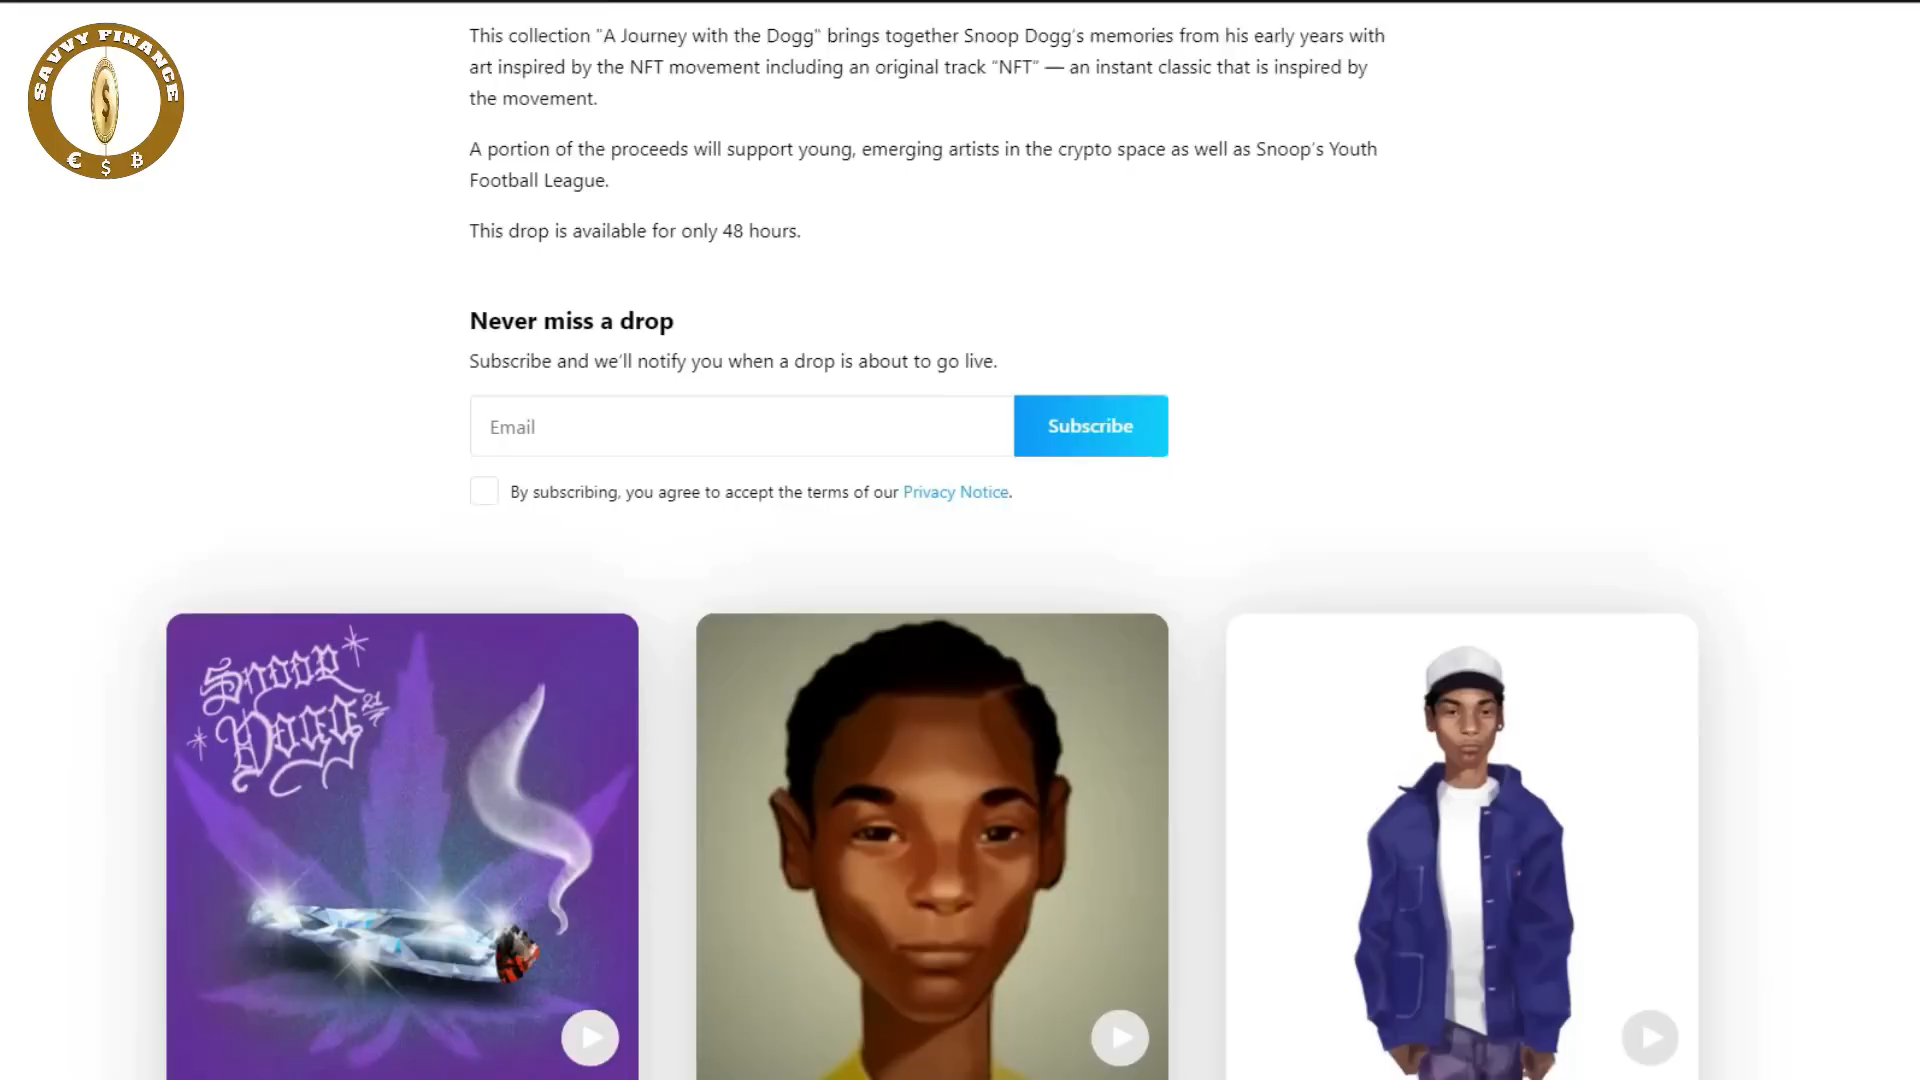 SAVVY FINANCE
€ $ ₿
$
This collection "A Journey with the Dogg" brings together Snoop Dogg's memories from his early years with
art inspired by the NFT movement including an original track “NFT” — an instant classic that is inspired by
the movement.
A portion of the proceeds will support young, emerging artists in the crypto space as well as Snoop's Youth
Football League.
This drop is available for only 48 hours.
Never miss a drop
Subscribe and we'll notify you when a drop is about to go live.
Email
Subscribe
By subscribing, you agree to accept the terms of our Privacy Notice.
Snoop
Dogg 21